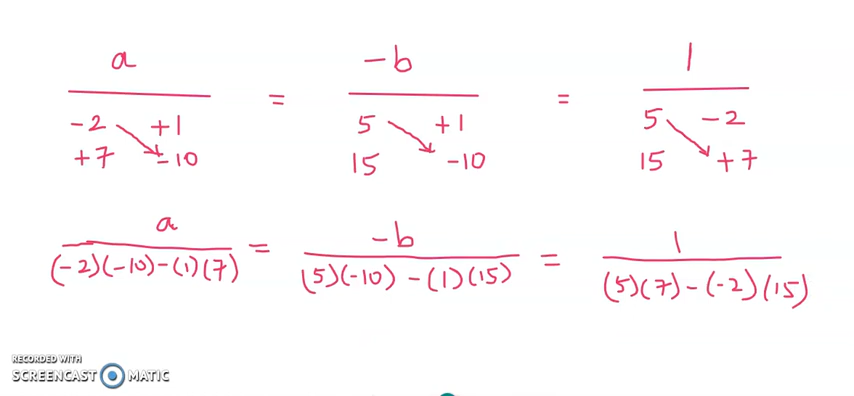 a = -b = 1
-2 +1 5 +1 5 -2
+7 -10 15 -10 15 +7
a = -b = 1
(-2)(-10)-(1)(7) (5)(-10)-(1)(15) (5)(7)-(-2)(15)
RECORDED WITH
SCREENCAST MATIC